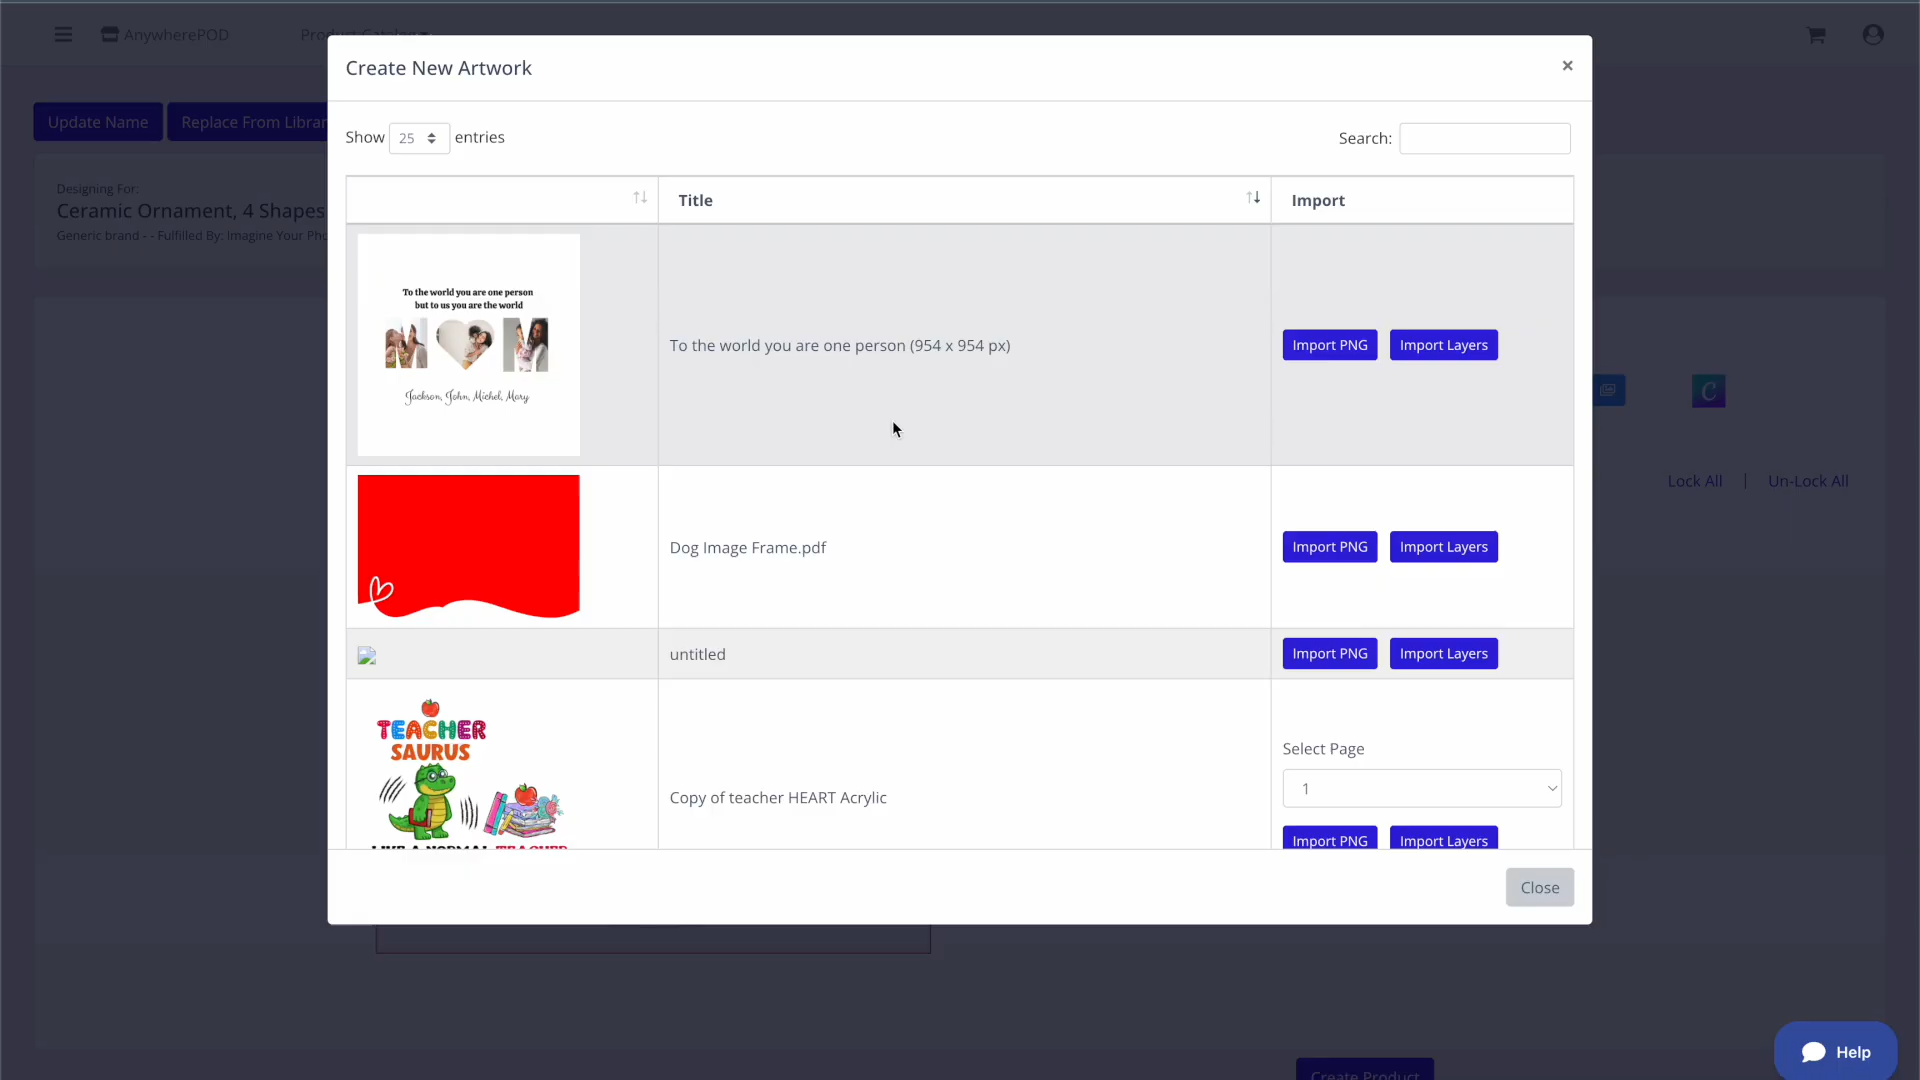 AnywherePOD
Product Catalog
Create New Artwork
×
Update Name
Replace From Librar
Show 25 entries
Search:
Designing For:
Ceramic Ornament, 4 Shapes
Generic brand - - Fulfilled By: Imagine Your Pho
Title
Import
To the world you are one person
but to us you are the world
M M
Jackson, John, Michel, Mary
To the world you are one person (954 x 954 px)
Import PNG
Import Layers
C
Lock All | Un-Lock All
Dog Image Frame.pdf
Import PNG
Import Layers
untitled
Import PNG
Import Layers
TEACHER
SAURUS
LIKE A NORMAL TEACHER
Copy of teacher HEART Acrylic
Select Page
1
Import PNG
Import Layers
Close
Help
Create Product